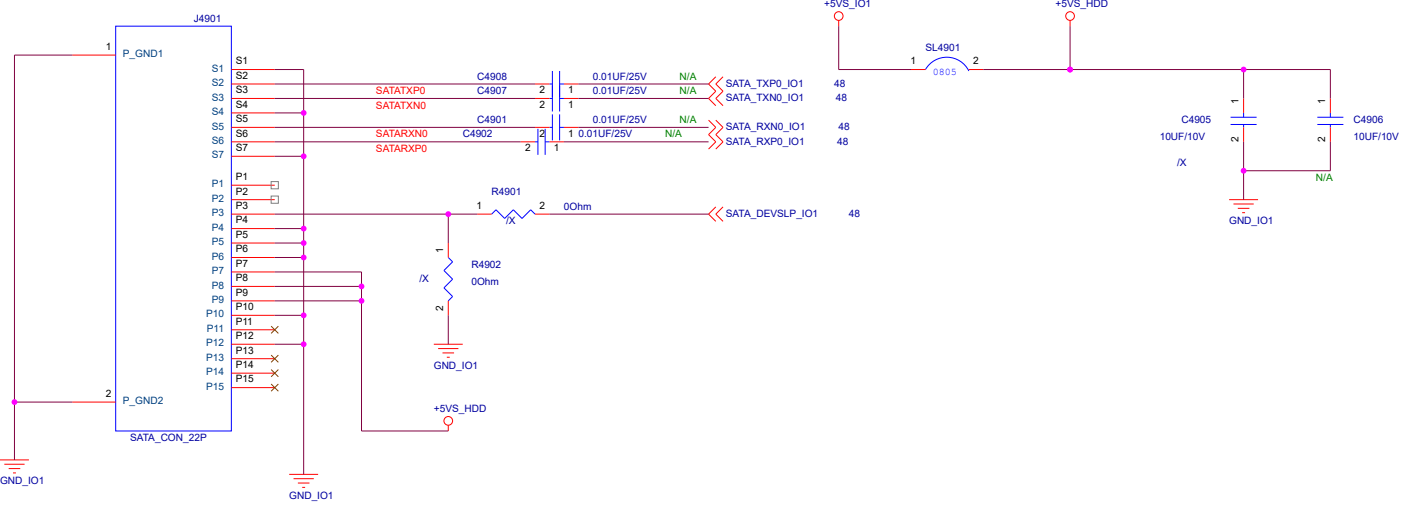 +5VS_IO1
+5VS_HDD
J4901
SL4901
1
2
0805
1
P_GND1
S1
S1
S2
S2
C4908
2
1
0.01UF/25V
N/A
SATA_TXP0_IO1
48
SATATXP0
S3
S3
C4907
2
1
0.01UF/25V
N/A
SATA_TXN0_IO1
48
SATATXN0
S4
S4
S5
S5
C4901
2
1
0.01UF/25V
N/A
SATA_RXN0_IO1
48
SATARXN0
S6
S6
C4902
2
1
0.01UF/25V
N/A
SATA_RXP0_IO1
48
SATARXP0
S7
S7
1
C4905
2
10UF/10V
/X
1
C4906
2
10UF/10V
N/A
GND_IO1
P1
P1
P2
P2
P3
P3
R4901
1
2
0Ohm
/X
SATA_DEVSLP_IO1
48
P4
P4
P5
P5
P6
P6
P7
P7
P8
P8
P9
P9
P10
P10
P11
P11
P12
P12
P13
P13
P14
P14
P15
P15
1
R4902
/X
0Ohm
2
GND_IO1
2
P_GND2
+5VS_HDD
SATA_CON_22P
GND_IO1
GND_IO1